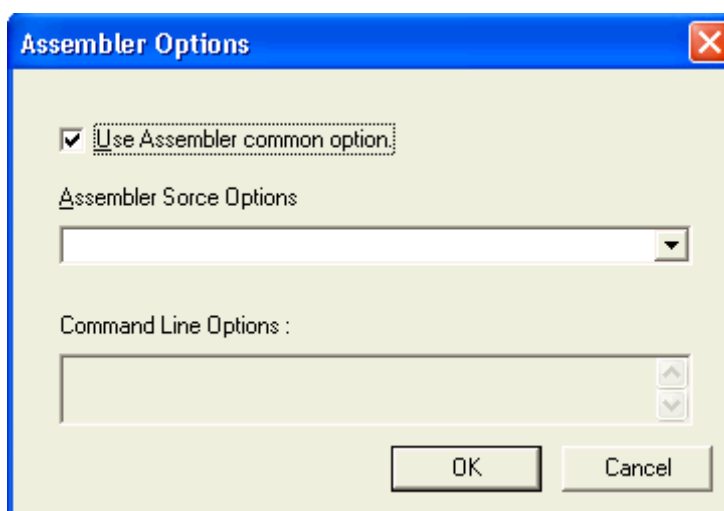 Assembler Options
Use Assembler common option.
Assembler Sorce Options
Command Line Options :
OK
Cancel